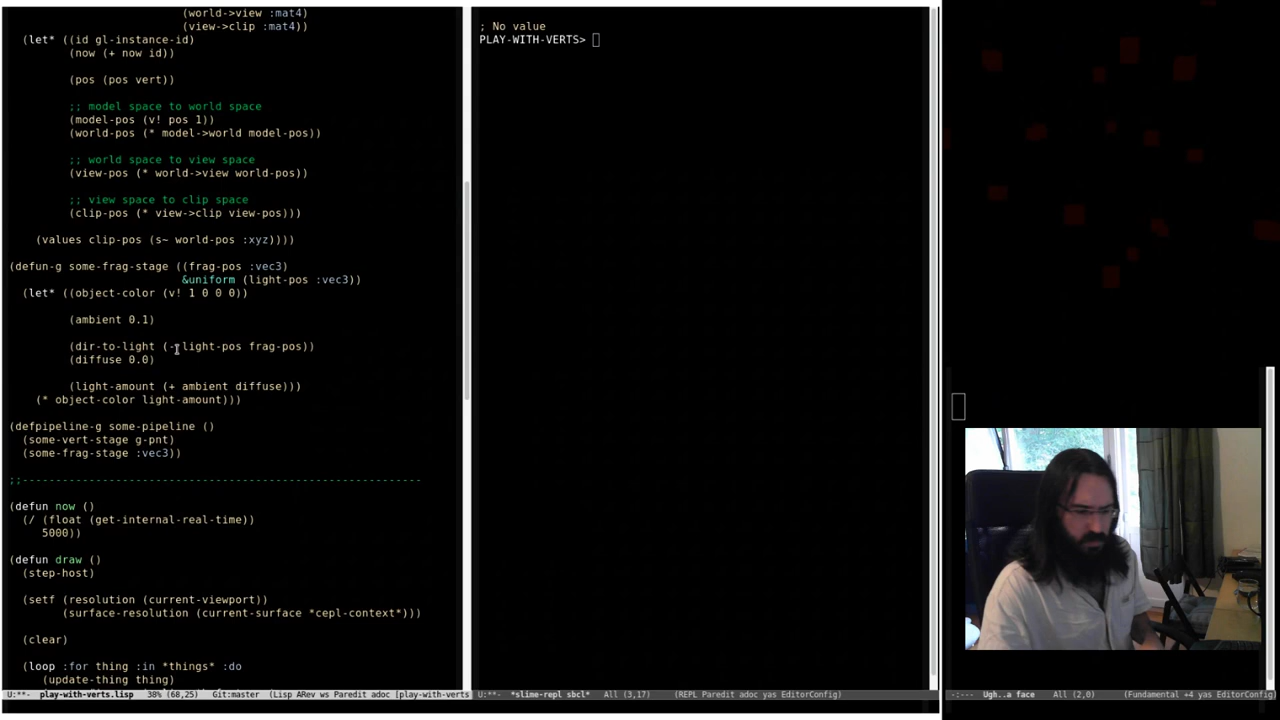 (world->view :mat4)
(view->clip :mat4))
(let* ((id gl-instance-id)
(now (+ now id))
(pos (pos vert))
;; model space to world space
(model-pos (v! pos 1))
(world-pos (* model->world model-pos))
;; world space to view space
(view-pos (* world->view world-pos))
;; view space to clip space
(clip-pos (* view->clip view-pos)))
(values clip-pos (s~ world-pos :xyz))))
(defun-g some-frag-stage ((frag-pos :vec3)
&uniform (light-pos :vec3))
(let* ((object-color (v! 1 0 0 0))
(ambient 0.1)
(dir-to-light (- light-pos frag-pos))
(diffuse 0.0)
(light-amount (+ ambient diffuse)))
(* object-color light-amount)))
(defpipeline-g some-pipeline ()
(some-vert-stage g-pnt)
(some-frag-stage :vec3))
;;------------------------------------------------------
(defun now ()
(/ (float (get-internal-real-time))
5000))
(defun draw ()
(step-host)
(setf (resolution (current-viewport))
(surface-resolution (current-surface *cepl-context*)))
(clear)
(loop :for thing :in *things* :do
(update-thing thing)
U:**- play-with-verts.lisp 38% (68,25) Git:master (Lisp ARev ws Paredit adoc [play-with-verts
; No value
PLAY-WITH-VERTS>
U:**- *slime-repl sbcl* All (3,17) (REPL Paredit adoc yas EditorConfig)
-:--- Ugh..a face All (2,0) (Fundamental +4 yas EditorConfig)